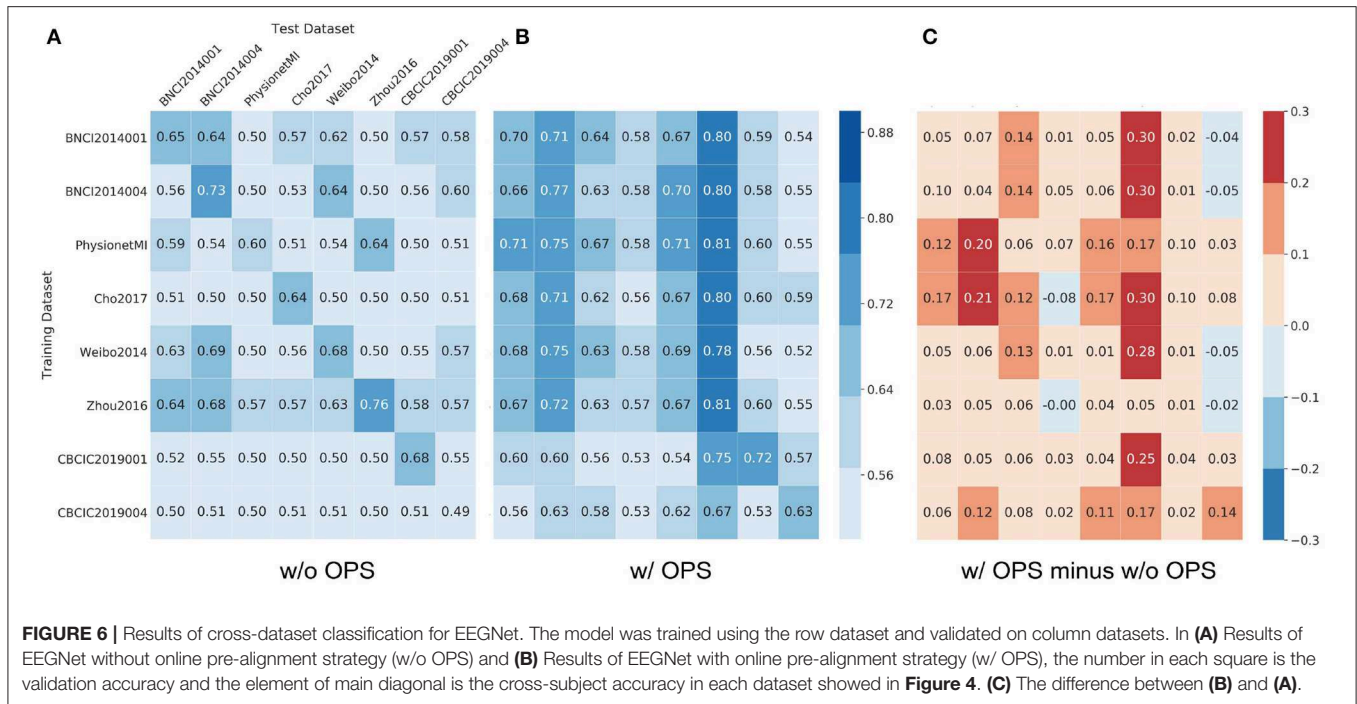 A
Test Dataset
B
C
BNCI2014001
BNCI2014004
PhysionetMI
Cho2017
Weibo2014
Zhou2016
CBCIC2019001
CBCIC2019004
Training Dataset
BNCI2014001 0.65 0.64 0.50 0.57 0.62 0.50 0.57 0.58 0.70 0.71 0.64 0.58 0.67 0.80 0.59 0.54 0.05 0.07 0.14 0.01 0.05 0.30 0.02 -0.04
BNCI2014004 0.56 0.73 0.50 0.53 0.64 0.50 0.56 0.60 0.66 0.77 0.63 0.58 0.70 0.80 0.58 0.55 0.10 0.04 0.14 0.05 0.06 0.30 0.01 -0.05
PhysionetMI 0.59 0.54 0.60 0.51 0.54 0.64 0.50 0.51 0.71 0.75 0.67 0.58 0.71 0.81 0.60 0.55 0.12 0.20 0.06 0.07 0.16 0.17 0.10 0.03
Cho2017 0.51 0.50 0.50 0.64 0.50 0.50 0.50 0.51 0.68 0.71 0.62 0.56 0.67 0.80 0.60 0.59 0.17 0.21 0.12 -0.08 0.17 0.30 0.10 0.08
Weibo2014 0.63 0.69 0.50 0.56 0.68 0.50 0.55 0.57 0.68 0.75 0.63 0.58 0.69 0.78 0.56 0.52 0.05 0.06 0.13 0.01 0.01 0.28 0.01 -0.05
Zhou2016 0.64 0.68 0.57 0.57 0.63 0.76 0.58 0.57 0.67 0.72 0.63 0.57 0.67 0.81 0.60 0.55 0.03 0.05 0.06 -0.00 0.04 0.05 0.01 -0.02
CBCIC2019001 0.52 0.55 0.50 0.50 0.50 0.50 0.68 0.55 0.60 0.60 0.56 0.53 0.54 0.75 0.72 0.57 0.08 0.05 0.06 0.03 0.04 0.25 0.04 0.03
CBCIC2019004 0.50 0.51 0.50 0.51 0.51 0.50 0.51 0.49 0.56 0.63 0.58 0.53 0.62 0.67 0.53 0.63 0.06 0.12 0.08 0.02 0.11 0.17 0.02 0.14
0.88
0.80
0.72
0.64
0.56
0.3
0.2
0.1
0.0
-0.1
-0.2
-0.3
w/o OPS
w/ OPS
w/ OPS minus w/o OPS
FIGURE 6 | Results of cross-dataset classification for EEGNet. The model was trained using the row dataset and validated on column datasets. In (A) Results of
EEGNet without online pre-alignment strategy (w/o OPS) and (B) Results of EEGNet with online pre-alignment strategy (w/ OPS), the number in each square is the
validation accuracy and the element of main diagonal is the cross-subject accuracy in each dataset showed in Figure 4. (C) The difference between (B) and (A).